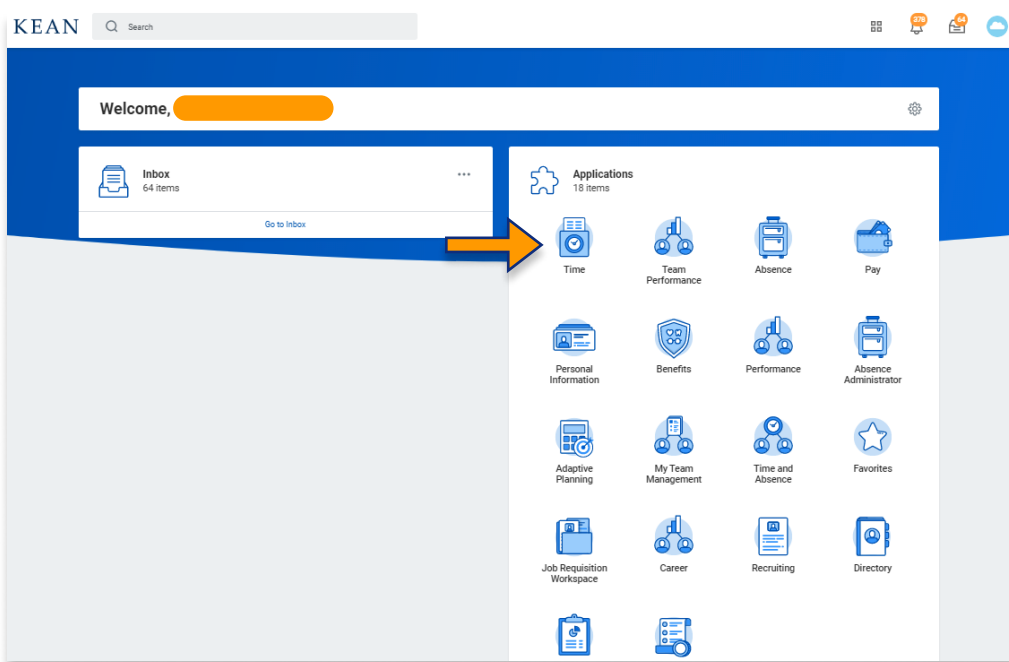 KEAN
Search
278
64
Welcome,
Inbox
64 items
Go to Inbox
Applications
18 items
Time
Team
Performance
Absence
Pay
Personal
Information
Benefits
Performance
Absence
Administrator
Adaptive
Planning
My Team
Management
Time and
Absence
Favorites
Job Requisition
Workspace
Career
Recruiting
Directory